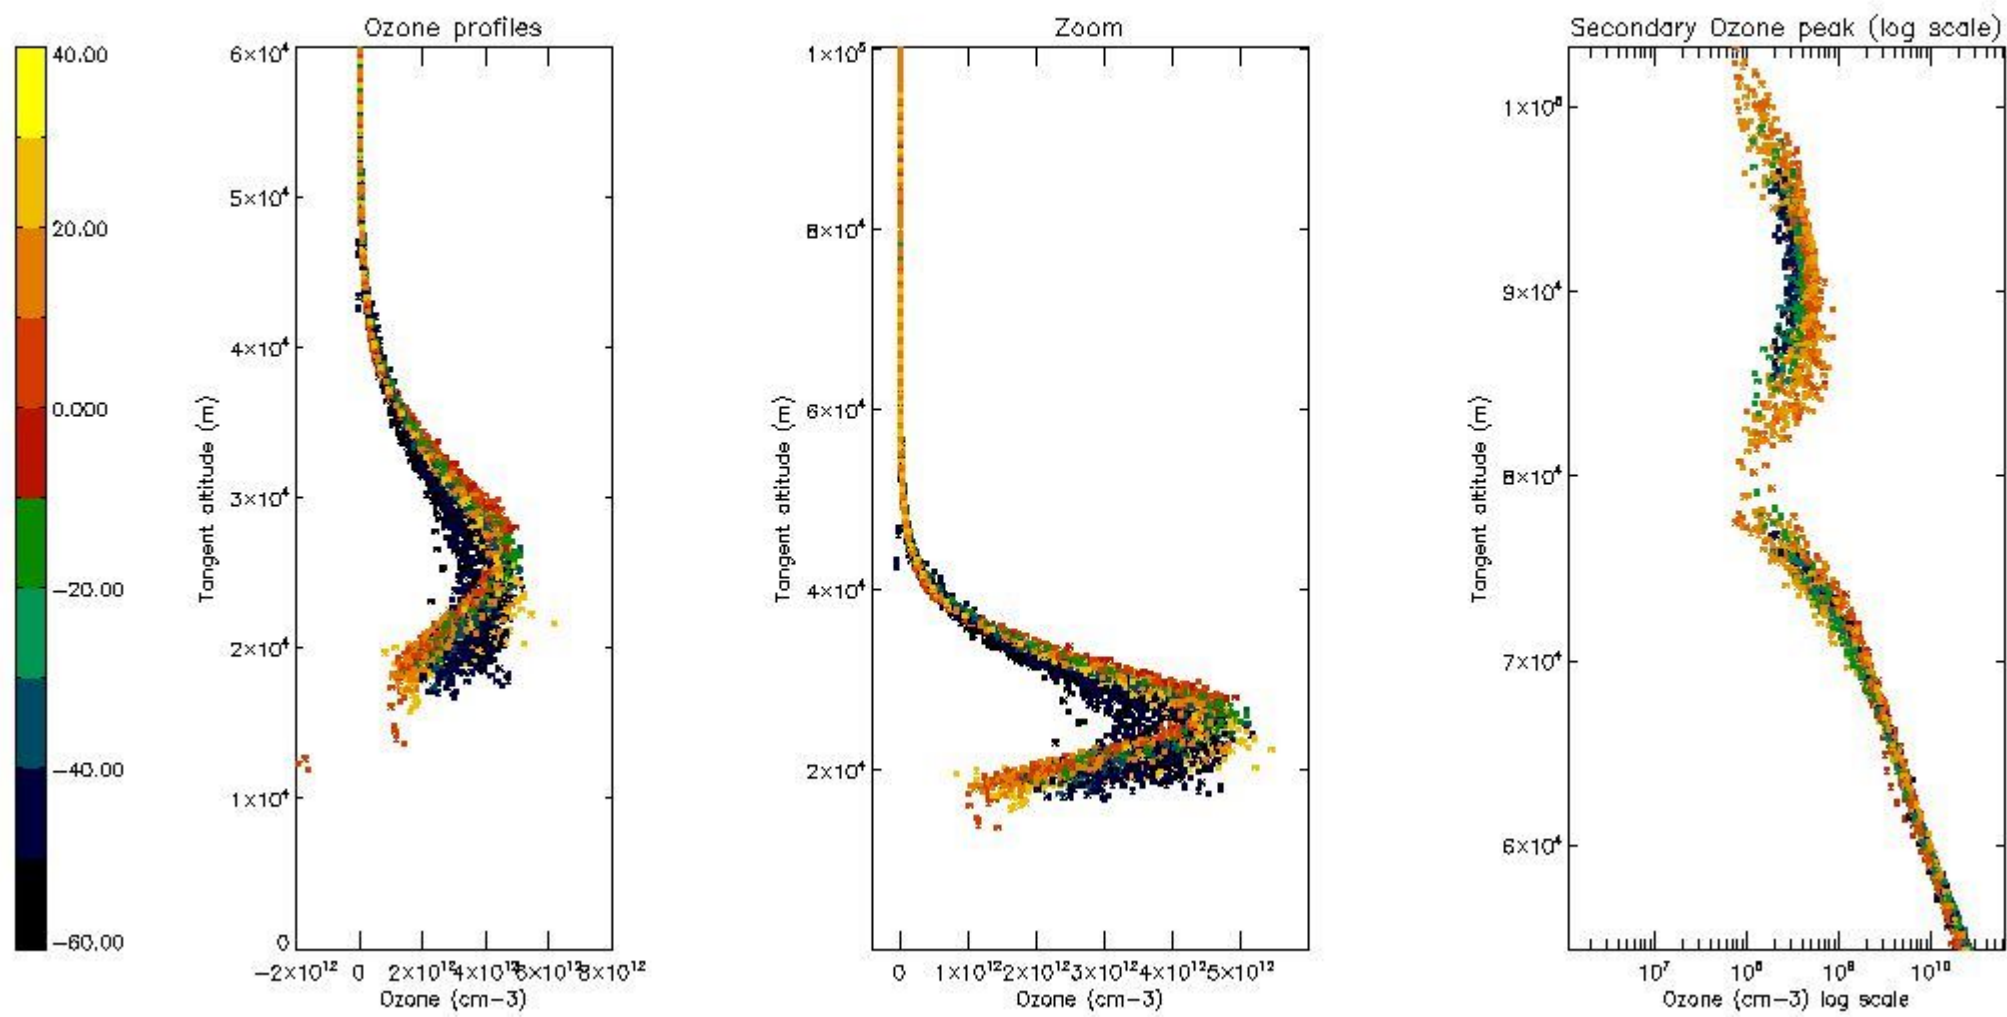 Ozone profiles
Zoom
Secondary Ozone peak (log scale)
40.00
20.00
0.000
−20.00
−40.00
−60.00
6×10⁴
5×10⁴
4×10⁴
3×10⁴
2×10⁴
1×10⁴
0
Tangent altitude (m)
−2×10¹² 0 2×10¹² 4×10¹² 6×10¹² 8×10¹²
Ozone (cm−3)
1×10⁵
8×10⁴
6×10⁴
4×10⁴
2×10⁴
Tangent altitude (m)
0 1×10¹² 2×10¹² 3×10¹² 4×10¹² 5×10¹²
Ozone (cm−3)
1×10⁵
9×10⁴
8×10⁴
7×10⁴
6×10⁴
Tangent altitude (m)
10⁷ 10⁸ 10⁹ 10¹⁰
Ozone (cm−3) log scale